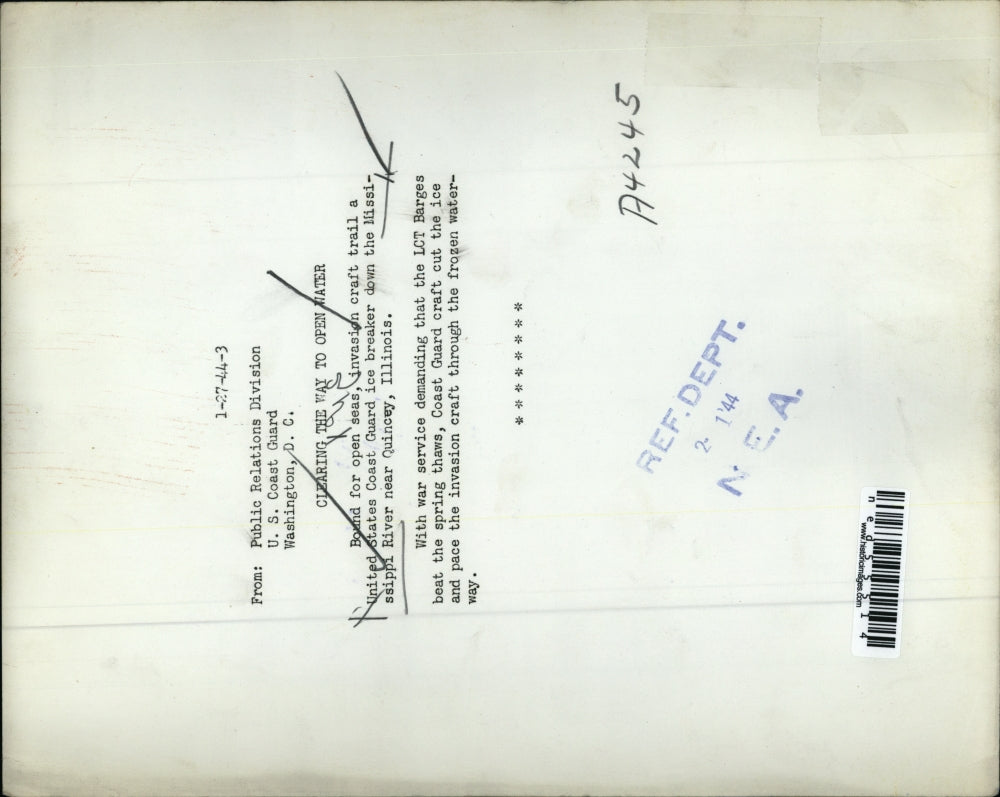 1-27-44-3
From: Public Relations Division
U. S. Coast Guard
Washington, D. C.
CLEARING THE WAY TO OPEN WATER
Bound for open seas, invasion craft trail a
United States Coast Guard ice breaker down the Missi-
ssippi River near Quincey, Illinois.
With war service demanding that the LCT Barges
beat the spring thaws, Coast Guard craft cut the ice
and pace the invasion craft through the frozen water-
way.
* * * * * * * *
A4245
REF. DEPT.
2- 1'44
N. E. A.
www.historicimages.com
ned55514